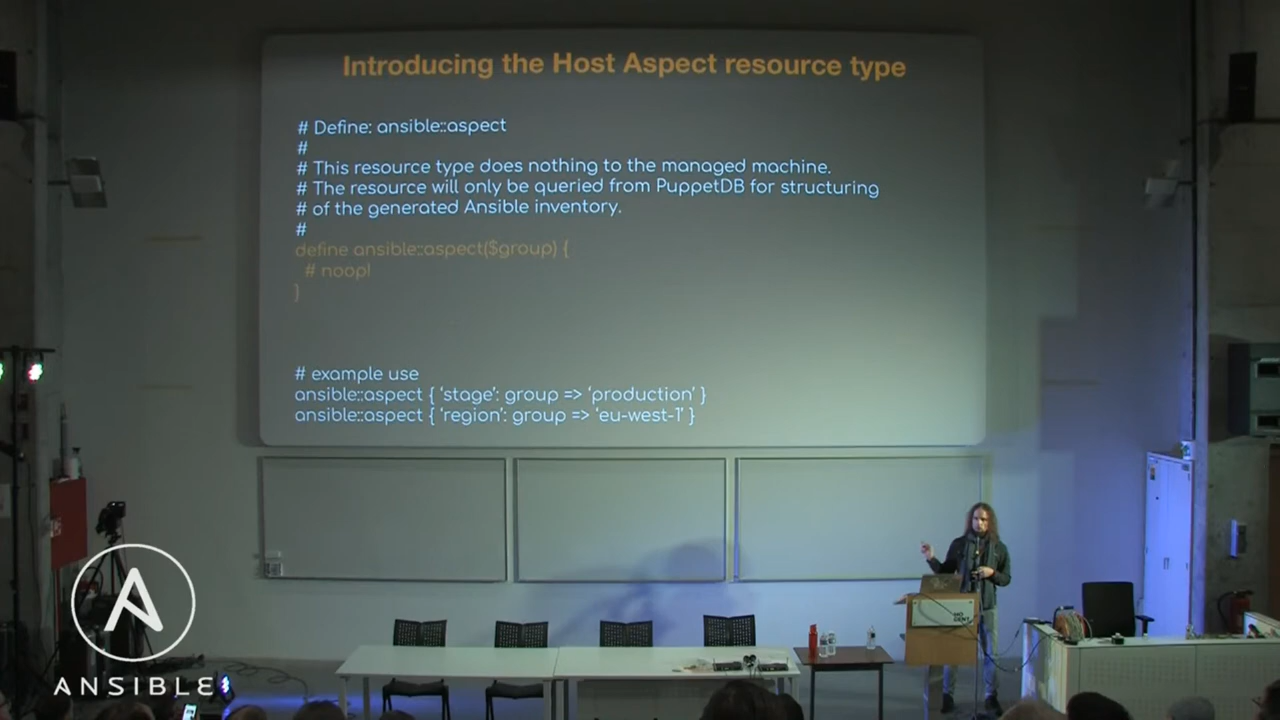 Introducing the Host Aspect resource type
# Define: ansible::aspect
#
# This resource type does nothing to the managed machine.
# The resource will only be queried from PuppetDB for structuring
# of the generated Ansible inventory.
#
define ansible::aspect($group) {
# noop!
}
# example use
ansible::aspect { ‘stage’: group => ‘production’ }
ansible::aspect { ‘region’: group => ‘eu-west-1’ }
HO
GENT
ANSIBLE